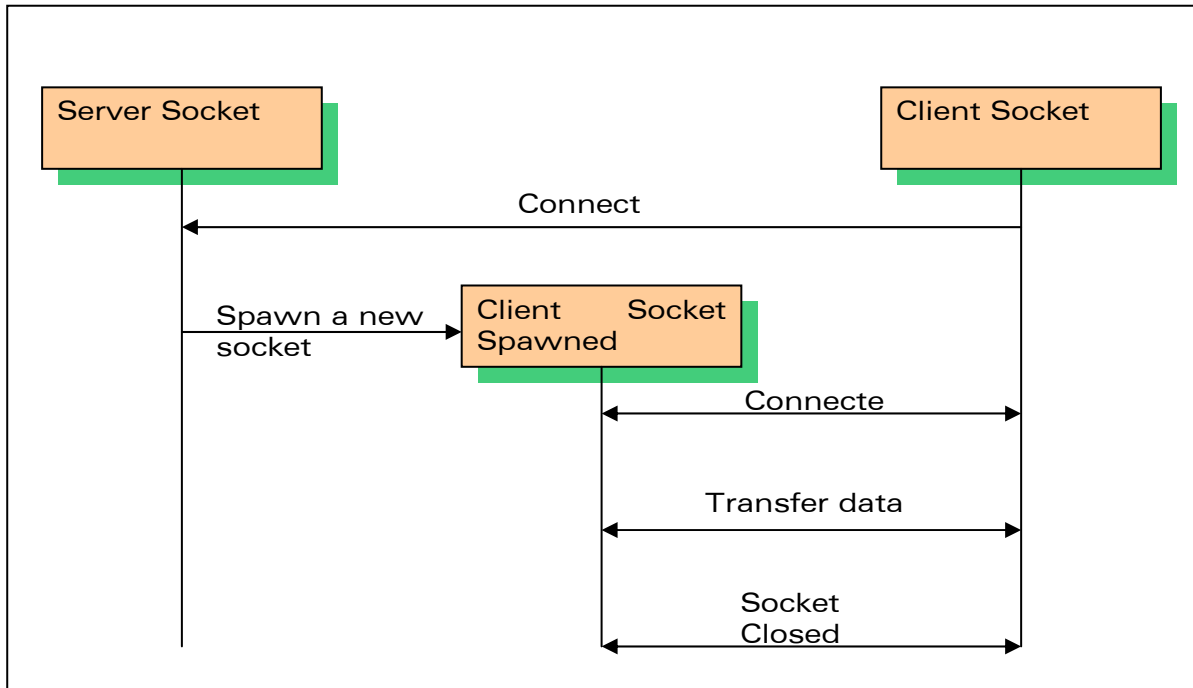 Server Socket
Client Socket
Connect
Spawn a new
socket
Client Socket
Spawned
Connecte
Transfer data
Socket
Closed